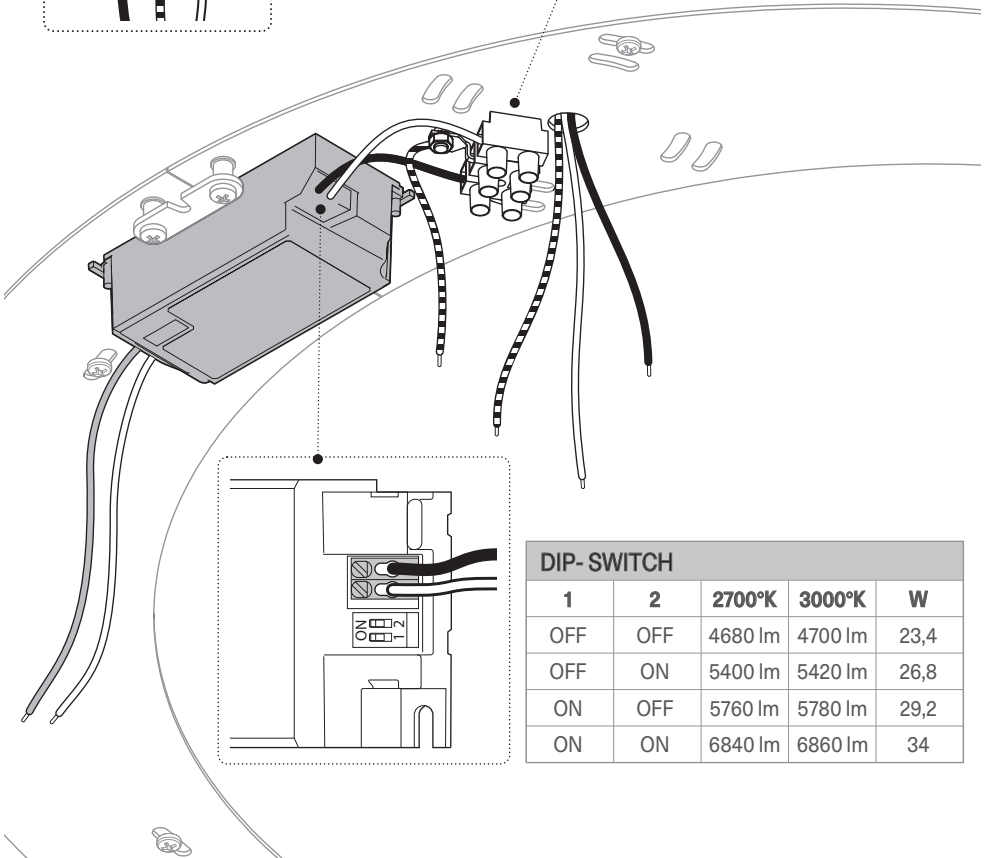 ON
1 2
DIP- SWITCH
1 2 2700°K 3000°K W
OFF OFF 4680 lm 4700 lm 23,4
OFF ON 5400 lm 5420 lm 26,8
ON OFF 5760 lm 5780 lm 29,2
ON ON 6840 lm 6860 lm 34